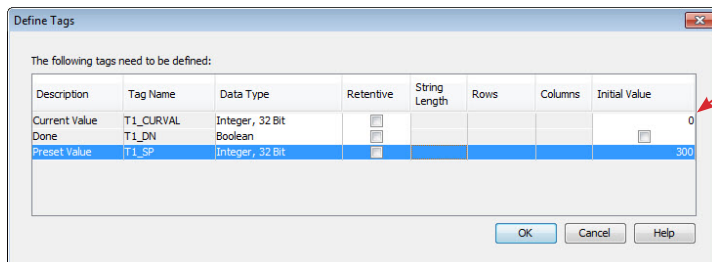 Define Tags
The following tags need to be defined:
Description Tag Name Data Type Retentive String Length Rows Columns Initial Value
Current Value T1_CURVAL Integer, 32 Bit 0
Done T1_DN Boolean
Preset Value T1_SP Integer, 32 Bit 300
OK Cancel Help